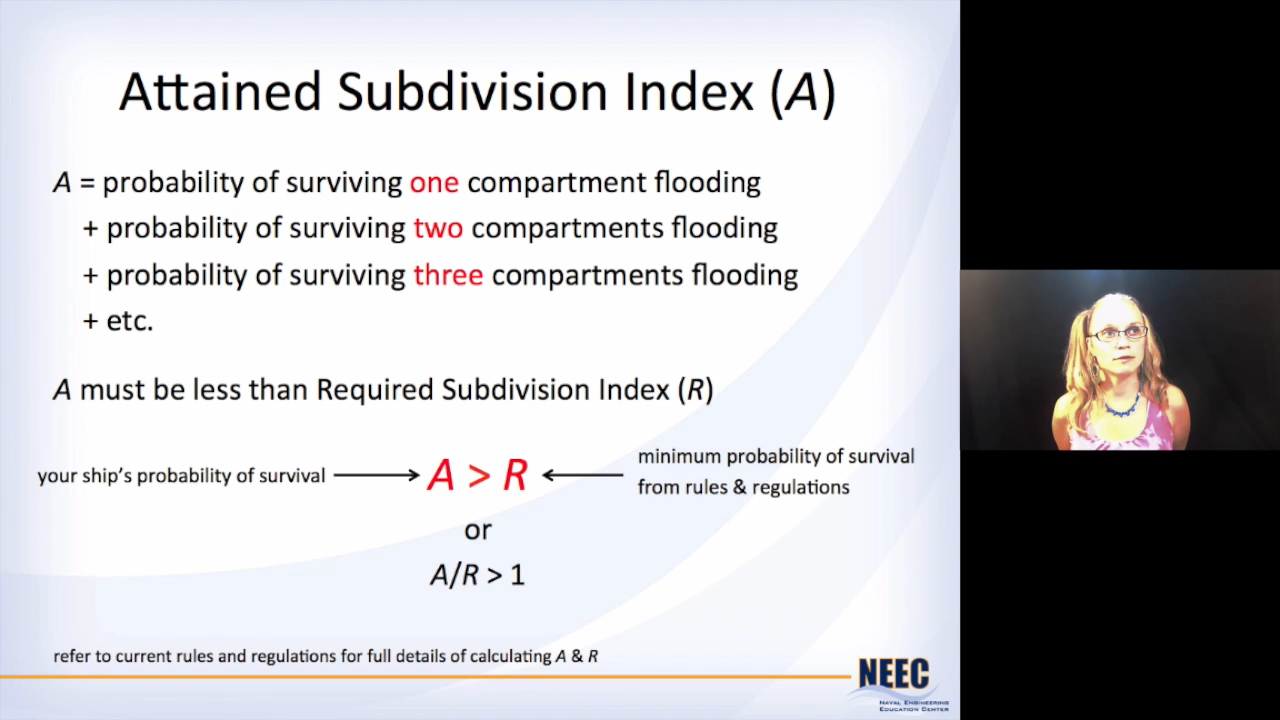 Attained Subdivision Index (A)
A = probability of surviving one compartment flooding
+ probability of surviving two compartments flooding
+ probability of surviving three compartments flooding
+ etc.
A must be less than Required Subdivision Index (R)
your ship's probability of survival
A > R
minimum probability of survival
from rules & regulations
or
A/R > 1
refer to current rules and regulations for full details of calculating A & R
NEEC
Naval Engineering
Education Center